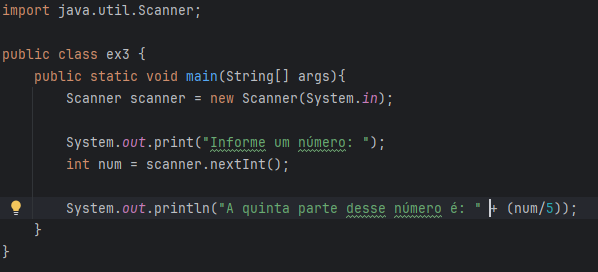 import java.util.Scanner;
public class ex3 {
public static void main(String[] args){
Scanner scanner = new Scanner(System.in);
System.out.print("Informe um número: ");
int num = scanner.nextInt();
System.out.println("A quinta parte desse número é: " + (num/5));
}
}